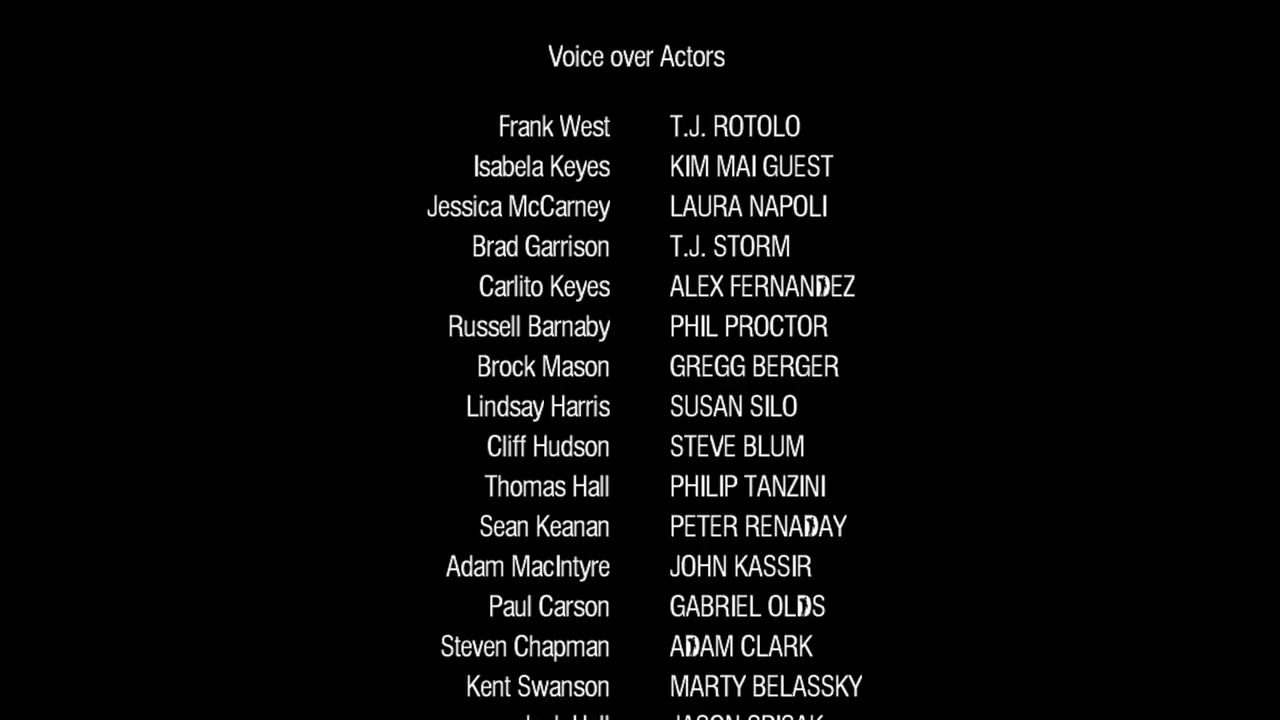 Voice over Actors
Frank West T.J. ROTOLO
Isabela Keyes KIM MAI GUEST
Jessica McCarney LAURA NAPOLI
Brad Garrison T.J. STORM
Carlito Keyes ALEX FERNANDEZ
Russell Barnaby PHIL PROCTOR
Brock Mason GREGG BERGER
Lindsay Harris SUSAN SILO
Cliff Hudson STEVE BLUM
Thomas Hall PHILIP TANZINI
Sean Keanan PETER RENADAY
Adam MacIntyre JOHN KASSIR
Paul Carson GABRIEL OLDS
Steven Chapman ADAM CLARK
Kent Swanson MARTY BELASSKY